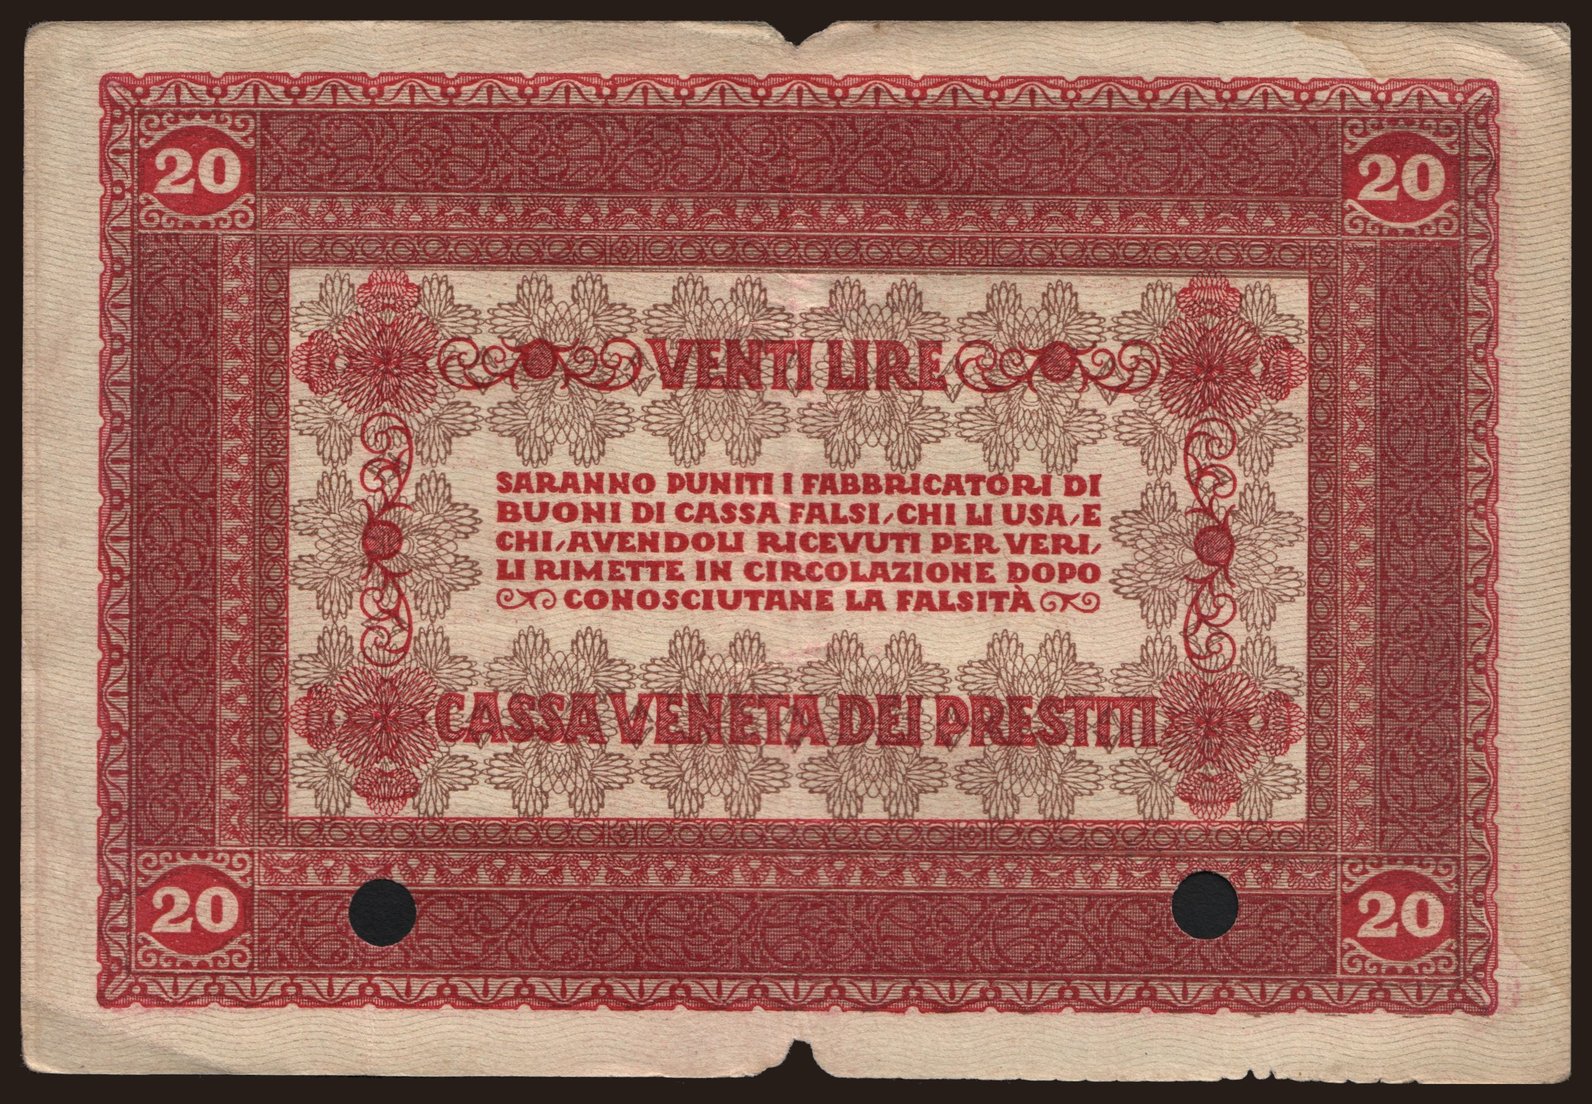 20 20
VENTI LIRE
SARANNO PUNITI I FABBRICATORI DI
BUONI DI CASSA FALSI, CHI LI USA, E
CHI, AVENDOLI RICEVUTI PER VERI,
LI RIMETTE IN CIRCOLAZIONE DOPO
CONOSCIUTANE LA FALSITÀ
CASSA VENETA DEI PRESTITI
20 20